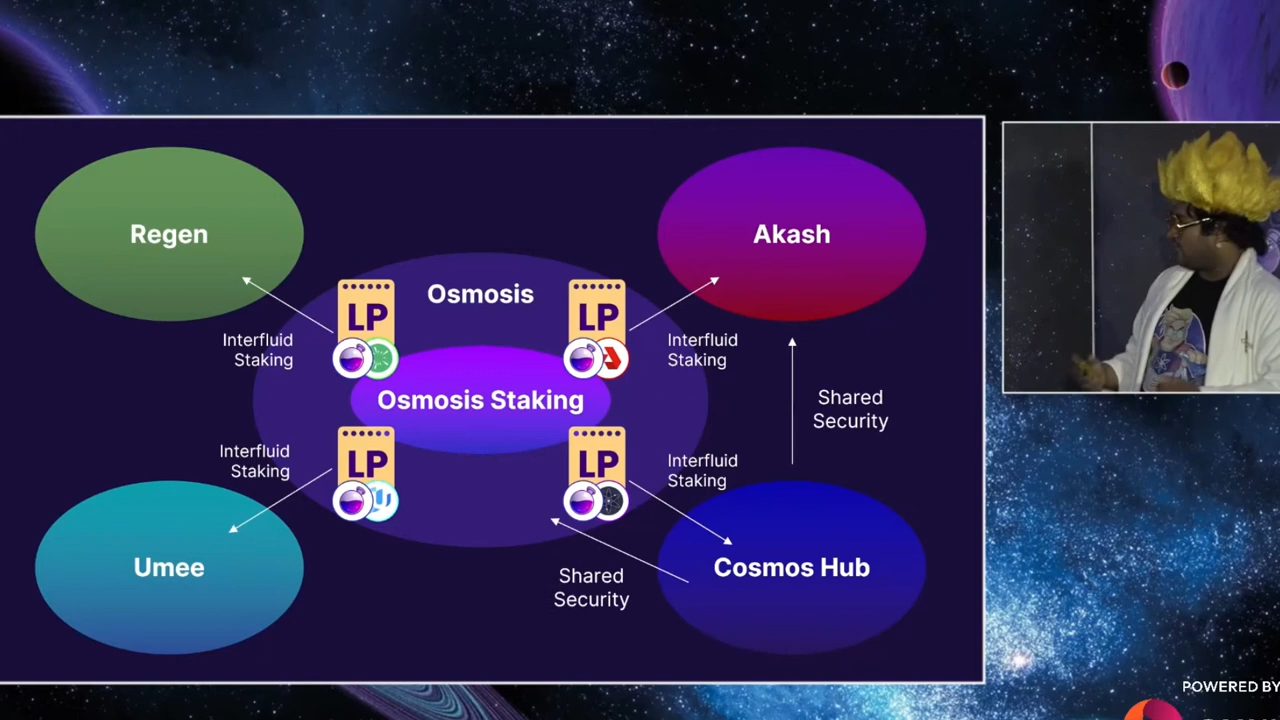 Regen
Akash
Osmosis
LP
LP
Interfluid
Staking
Interfluid
Staking
Osmosis Staking
Shared
Security
Interfluid
Staking
LP
LP
Interfluid
Staking
Umee
Cosmos Hub
Shared
Security
POWERED BY